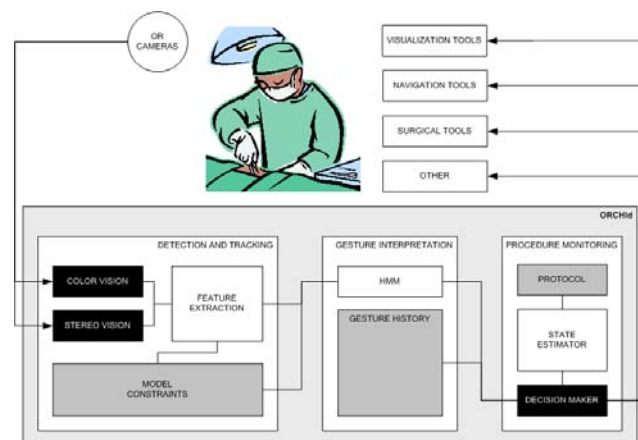 OR
CAMERAS
VISUALIZATION TOOLS
NAVIGATION TOOLS
SURGICAL TOOLS
OTHER
ORCHId
DETECTION AND TRACKING
COLOR VISION
STEREO VISION
FEATURE
EXTRACTION
MODEL
CONSTRAINTS
GESTURE INTERPRETATION
HMM
GESTURE HISTORY
PROCEDURE MONITORING
PROTOCOL
STATE
ESTIMATOR
DECISION MAKER